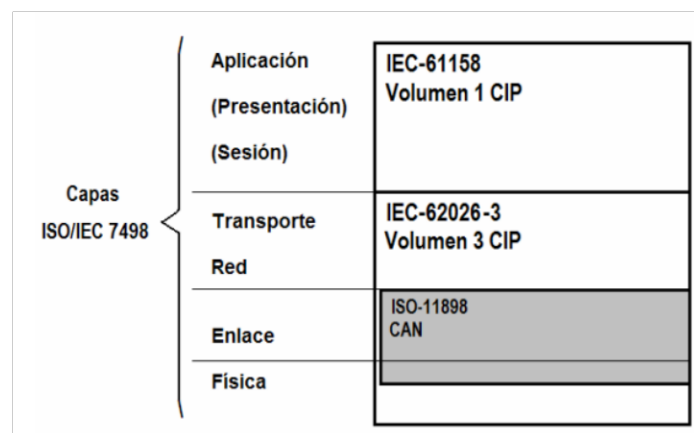 Capas
ISO/IEC 7498
Aplicación
(Presentación)
(Sesión)
Transporte
Red
Enlace
Física
IEC-61158
Volumen 1 CIP
IEC-62026-3
Volumen 3 CIP
ISO-11898
CAN